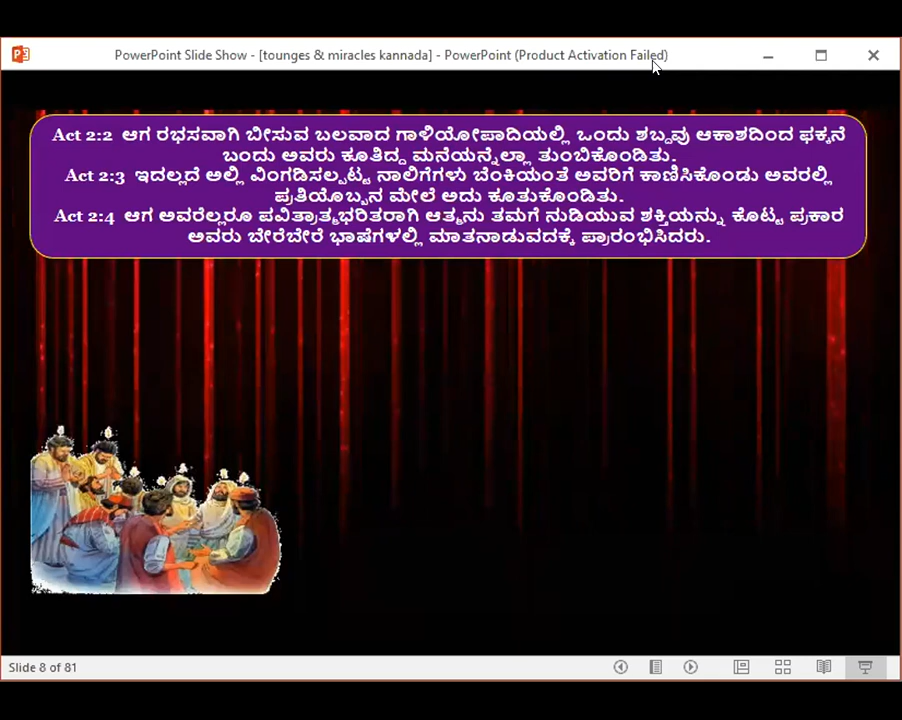 PowerPoint Slide Show - [tounges & miracles kannada] - PowerPoint (Product Activation Failed)
Act 2:2 ಆಗ ರಭಸವಾಗಿ ಬೀಸುವ ಬಲವಾದ ಗಾಳಿಯೋಪಾದಿಯಲ್ಲಿ ಒಂದು ಶಬ್ದವು ಆಕಾಶದಿಂದ ಫಕ್ಕನೆ
ಬಂದು ಅವರು ಕೂತಿದ್ದ ಮನೆಯನ್ನೆಲ್ಲಾ ತುಂಬಿಕೊಂಡಿತು.
Act 2:3 ಇದಲ್ಲದೆ ಅಲ್ಲಿ ವಿಂಗಡಿಸಲ್ಪಟ್ಟ ನಾಲಿಗೆಗಳು ಬೆಂಕಿಯಂತೆ ಅವರಿಗೆ ಕಾಣಿಸಿಕೊಂಡು ಅವರಲ್ಲಿ
ಪ್ರತಿಯೊಬ್ಬನ ಮೇಲೆ ಅದು ಕೂತುಕೊಂಡಿತು.
Act 2:4 ಆಗ ಅವರೆಲ್ಲರೂ ಪವಿತ್ರಾತ್ಮಭರಿತರಾಗಿ ಆತ್ಮನು ತಮಗೆ ನುಡಿಯುವ ಶಕ್ತಿಯನ್ನು ಕೊಟ್ಟ ಪ್ರಕಾರ
ಅವರು ಬೇರೆಬೇರೆ ಭಾಷೆಗಳಲ್ಲಿ ಮಾತನಾಡುವದಕ್ಕೆ ಪ್ರಾರಂಭಿಸಿದರು.
Slide 8 of 81